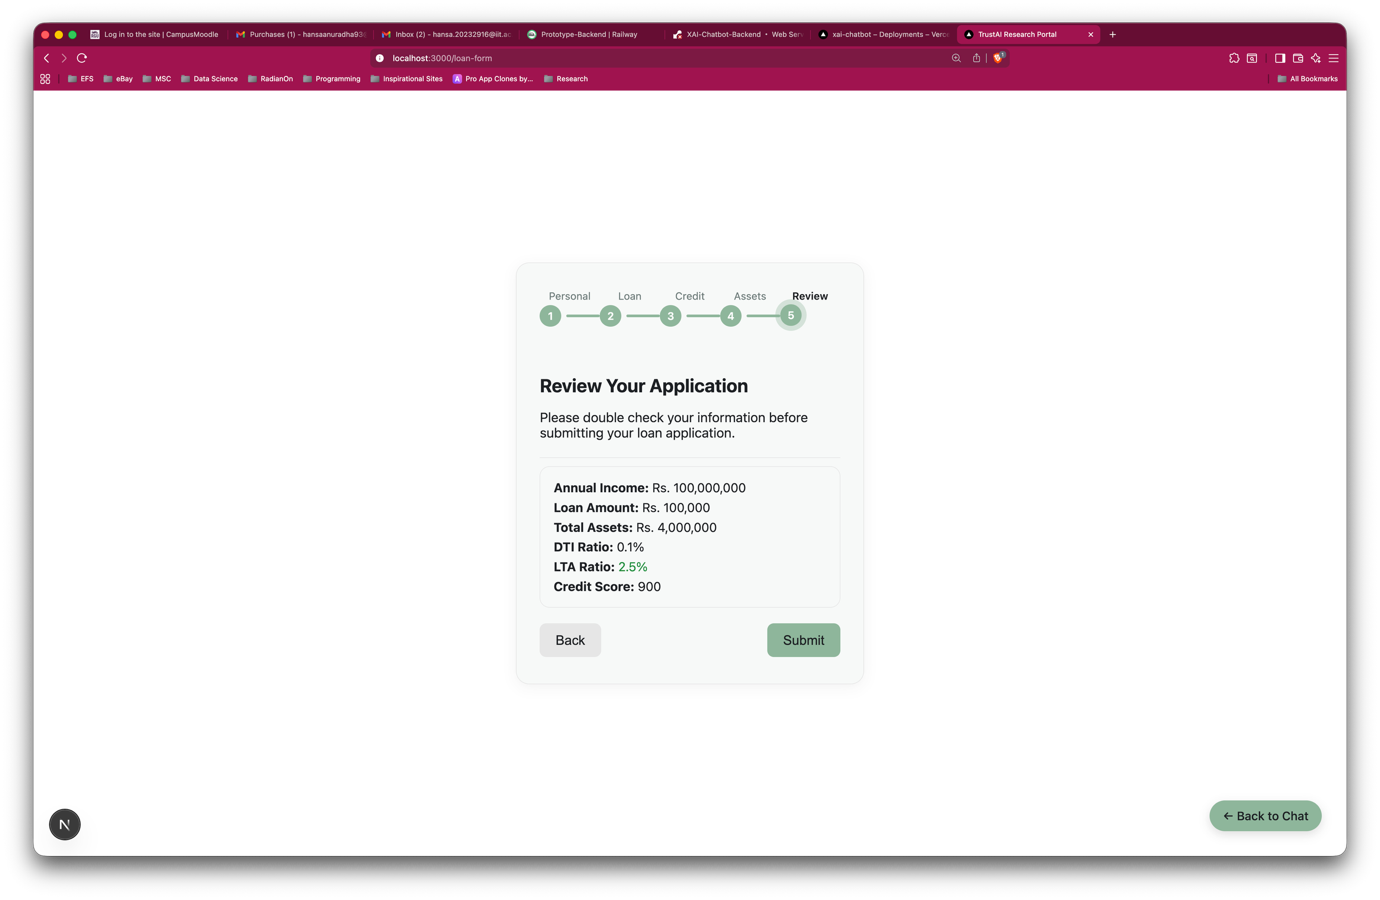 Log in to the site | CampusMoodle
Purchases (1) - hansaanuradha93@
Inbox (2) - hansa.20232916@iit.ac
Prototype-Backend | Railway
XAI-Chatbot-Backend • Web Serv
xai-chatbot – Deployments – Verc
TrustAI Research Portal
localhost:3000/loan-form
EFS
eBay
MSC
Data Science
RadianOn
Programming
Inspirational Sites
A Pro App Clones by...
Research
All Bookmarks
Personal
Loan
Credit
Assets
Review
1
2
3
4
5
Review Your Application
Please double check your information before
submitting your loan application.
Annual Income: Rs. 100,000,000
Loan Amount: Rs. 100,000
Total Assets: Rs. 4,000,000
DTI Ratio: 0.1%
LTA Ratio: 2.5%
Credit Score: 900
Back
Submit
N
← Back to Chat